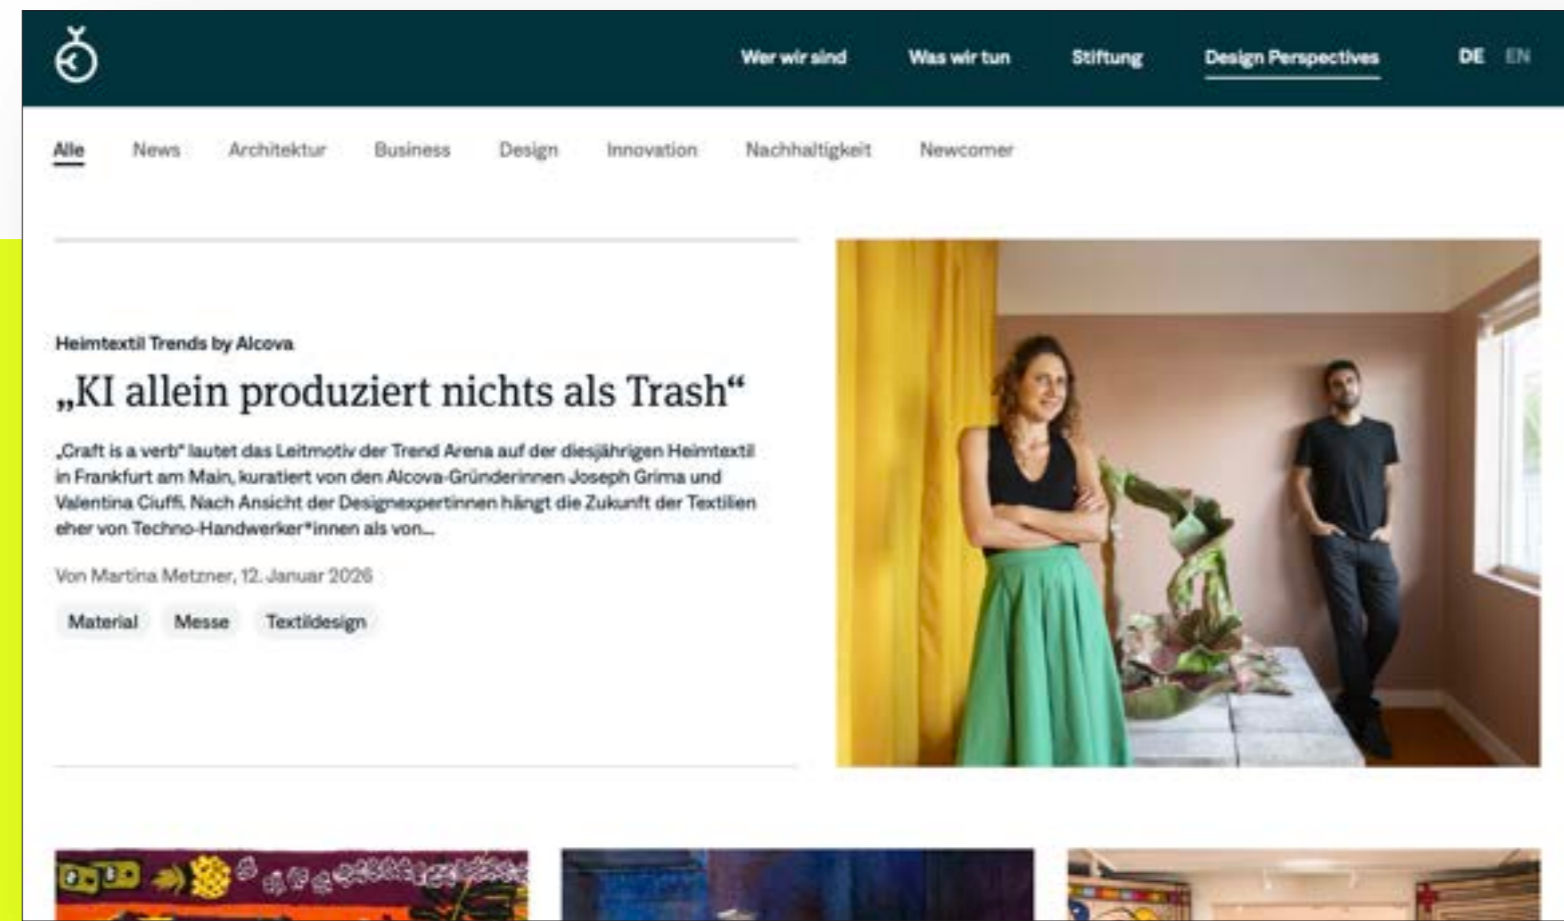 Wer wir sind
Was wir tun
Stiftung
Design Perspectives
DE EN
Alle
News
Architektur
Business
Design
Innovation
Nachhaltigkeit
Newcomer
Heimtextil Trends by Alcova
„KI allein produziert nichts als Trash“
„Craft is a verb“ lautet das Leitmotiv der Trend Arena auf der diesjährigen Heimtextil
in Frankfurt am Main, kuratiert von den Alcova-Gründerinnen Joseph Grima und
Valentina Ciuffi. Nach Ansicht der Designexpertinnen hängt die Zukunft der Textilien
eher von Techno-Handwerker*innen als von...
Von Martina Metzner, 12. Januar 2026
Material
Messe
Textildesign